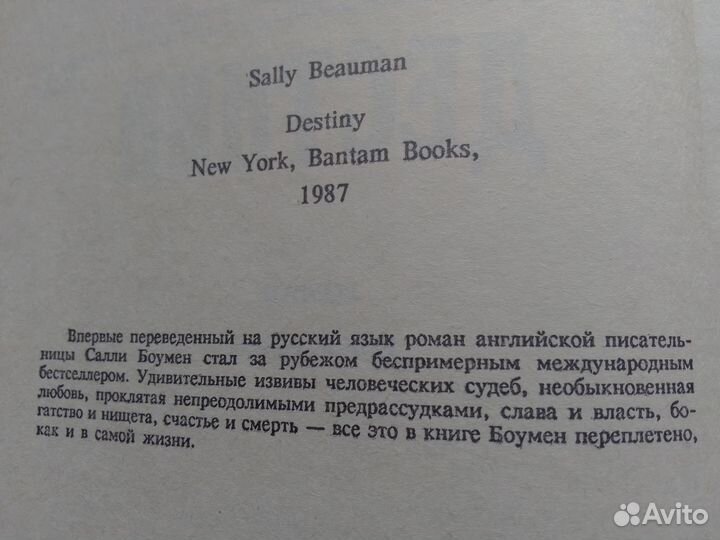 Sally Beauman
Destiny
New York, Bantam Books,
1987
Впервые переведенный на русский язык роман английской писатель-
ницы Салли Боумен стал за рубежом беспримерным международным
бестселлером. Удивительные извивы человеческих судеб, необыкновенная
любовь, проклятая непреодолимыми предрассудками, слава и власть, бо-
гатство и нищета, счастье и смерть — все это в книге Боумен переплетено,
как и в самой жизни.
Avito